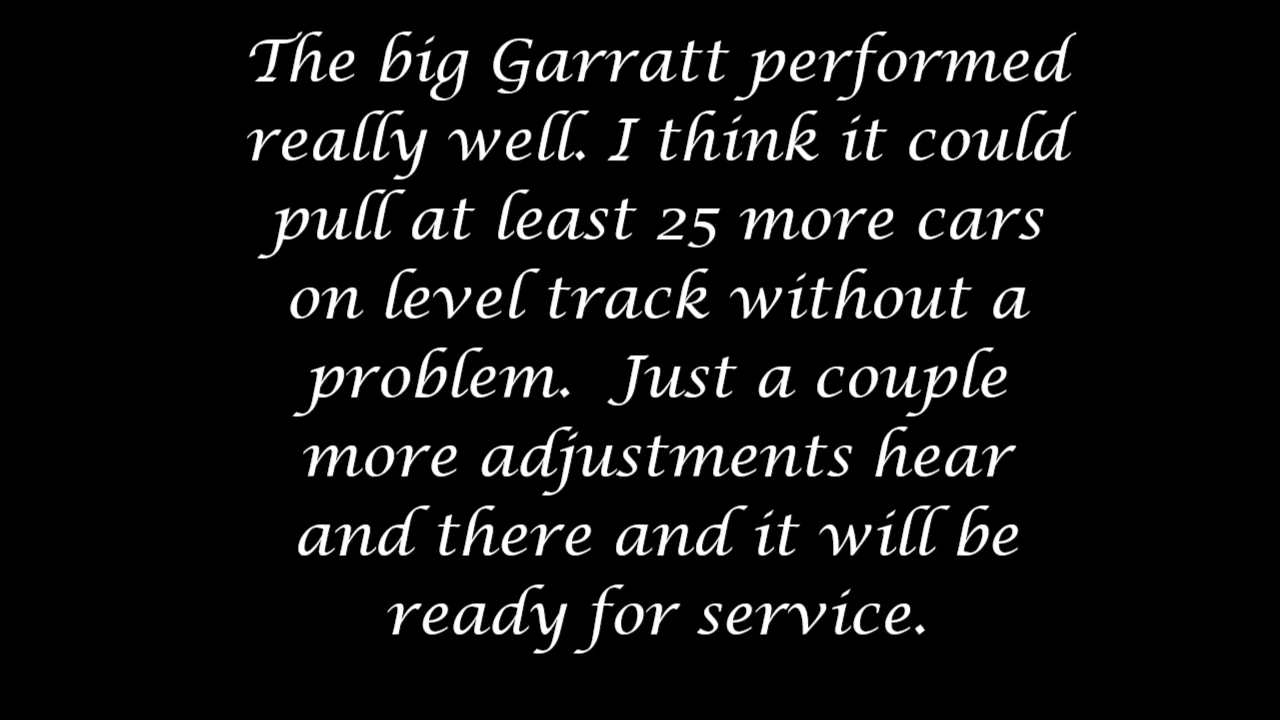 The big Garratt performed
really well. I think it could
pull at least 25 more cars
on level track without a
problem.  Just a couple
more adjustments hear
and there and it will be
ready for service.